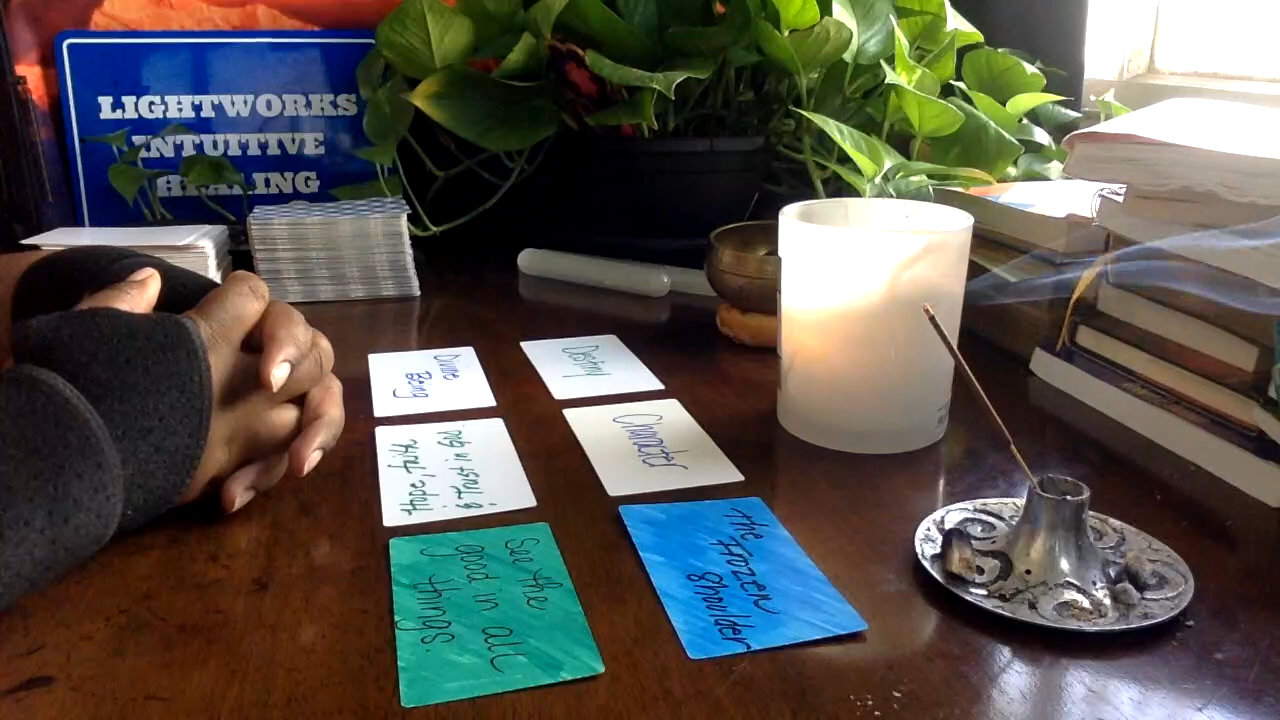 LIGHTWORKS
INTUITIVE
HEALING
Divine
Being
Destiny
Hope, faith
& Trust in God.
Character
See the
good in all
things.
the frozen
shoulder